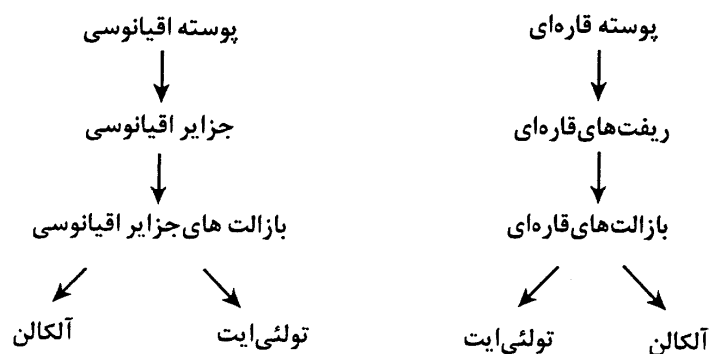 پوسته قاره‌ای
پوسته اقیانوسی
ریفت‌های قاره‌ای
جزایر اقیانوسی
بازالت‌های قاره‌ای
بازالت های جزایر اقیانوسی
آلکالن
تولئی‌ایت
تولئی‌ایت
آلکالن